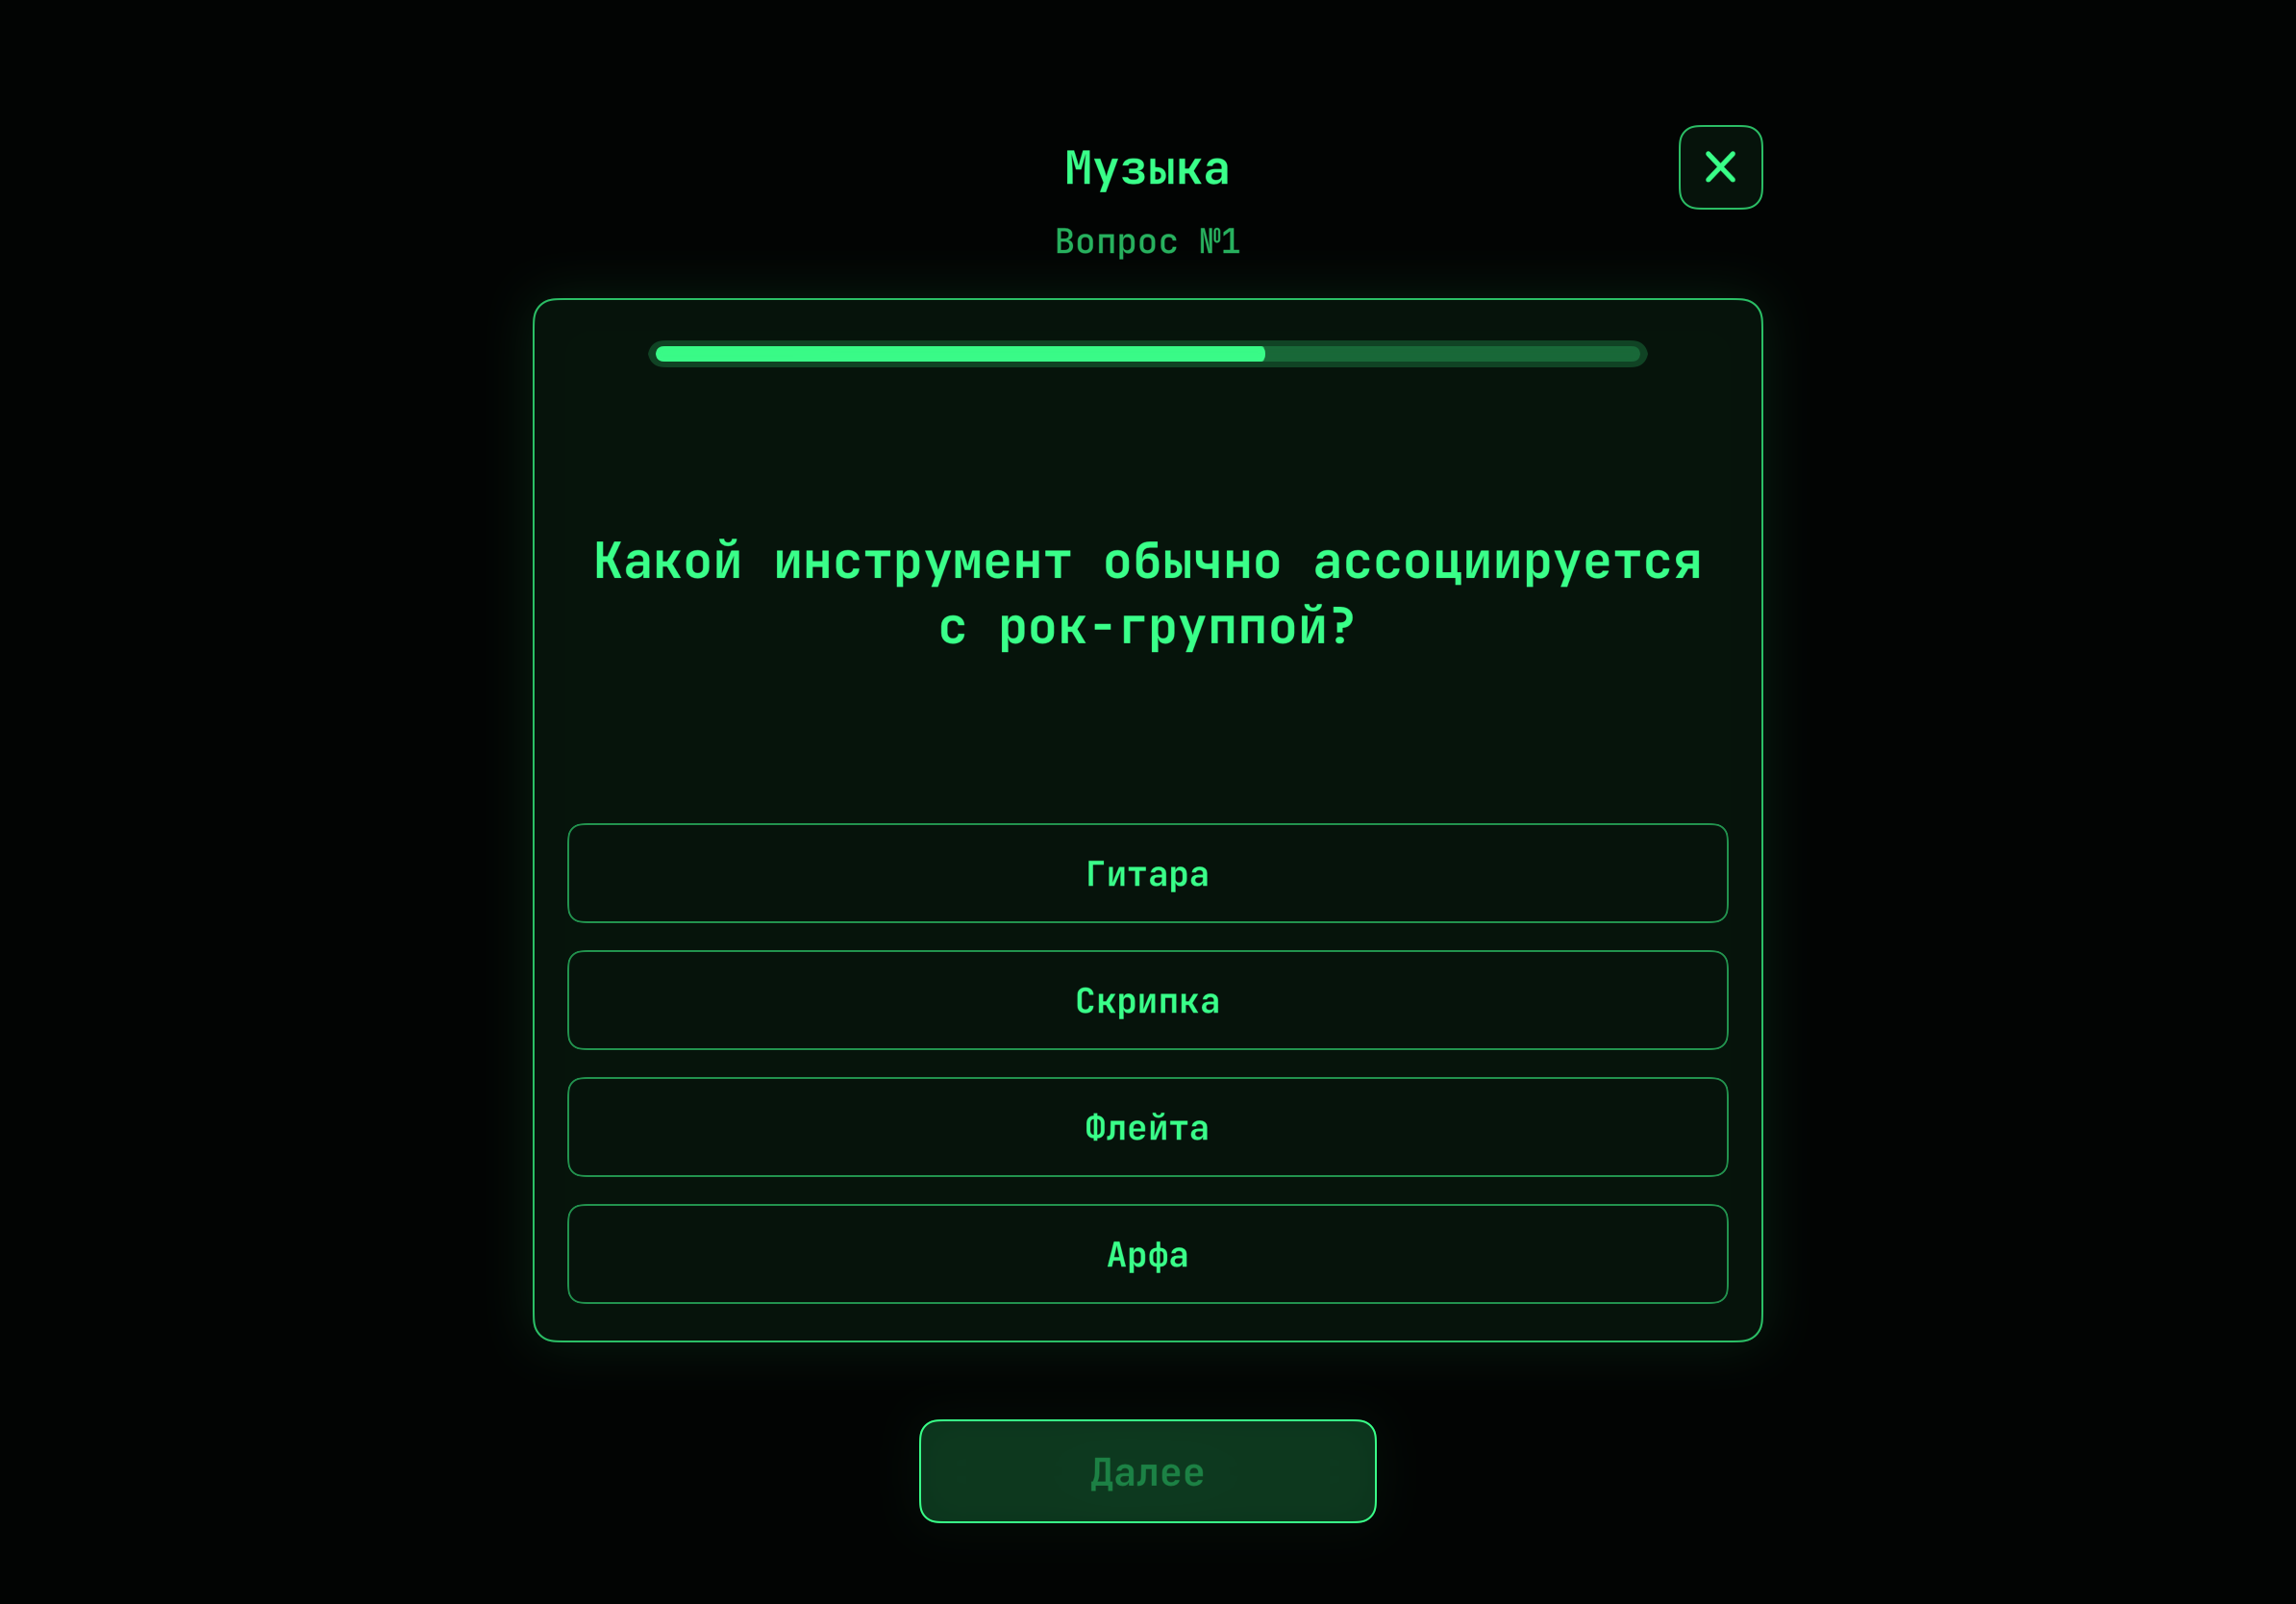 Музыка
Вопрос №1
Какой инструмент обычно ассоциируется
с рок-группой?
Гитара
Скрипка
Флейта
Арфа
Далее